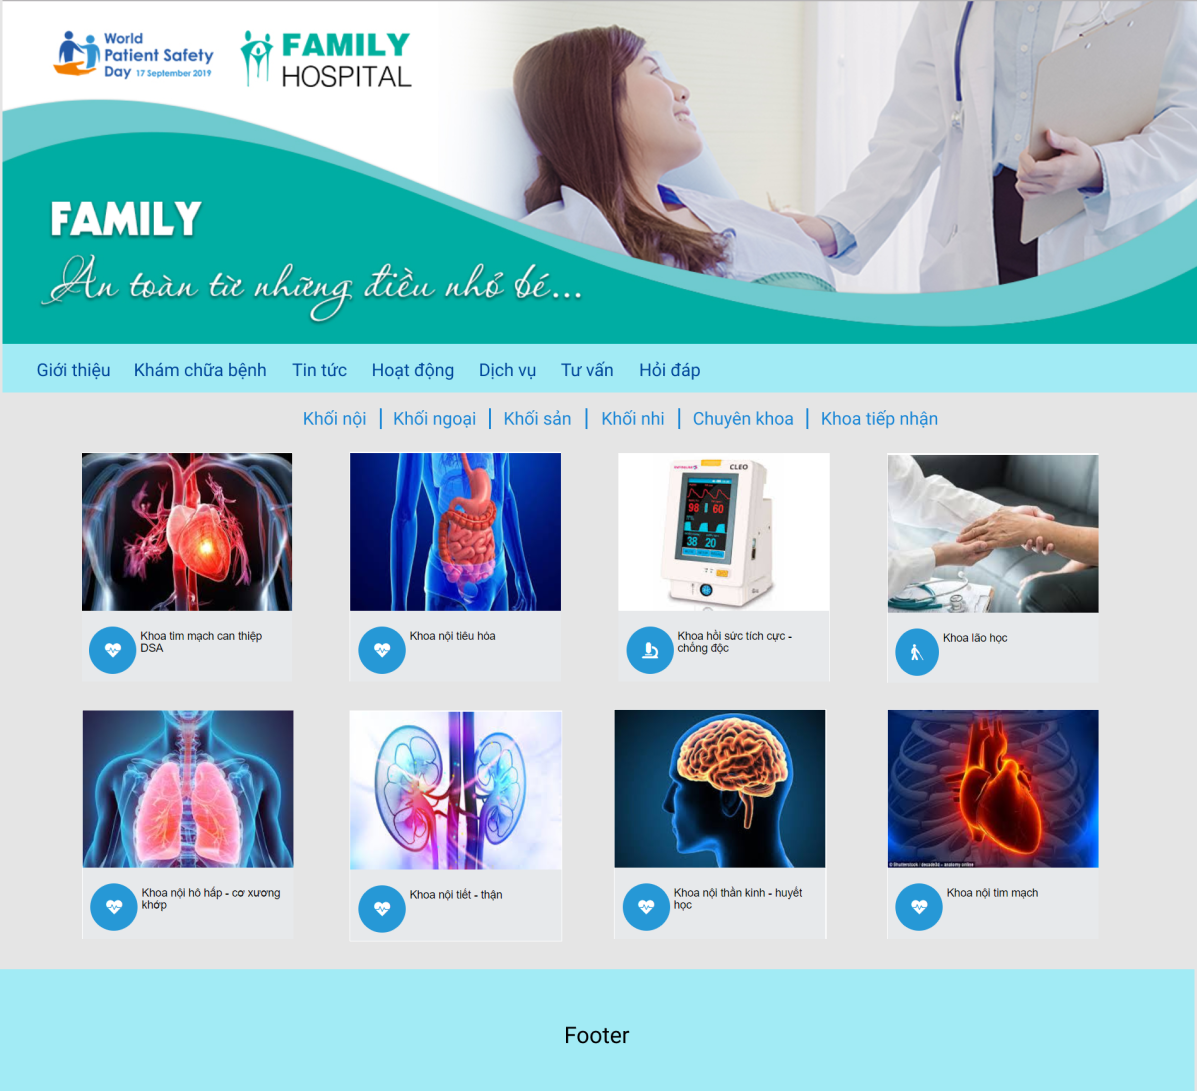 World
Patient Safety
Day 17 September 2019
FAMILY
HOSPITAL
FAMILY
An toàn từ những điều nhỏ bé...
Giới thiệu Khám chữa bệnh Tin tức Hoạt động Dịch vụ Tư vấn Hỏi đáp
Khối nội | Khối ngoại | Khối sản | Khối nhi | Chuyên khoa | Khoa tiếp nhận
CLEO
98 60
38 20
Khoa tim mạch can thiệp
DSA
Khoa nội tiêu hóa
Khoa hồi sức tích cực -
chống độc
Khoa lão học
© Shutterstock / decade3d - anatomy online
Khoa nội hô hấp - cơ xương
khớp
Khoa nội tiết - thận
Khoa nội thần kinh - huyết
học
Khoa nội tim mạch
Footer